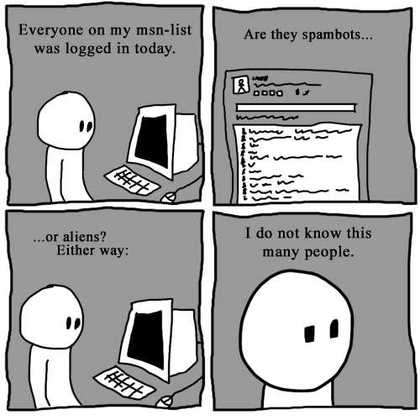 Everyone on my msn-list
was logged in today.
Are they spambots...
...or aliens?
Either way:
I do not know this
many people.